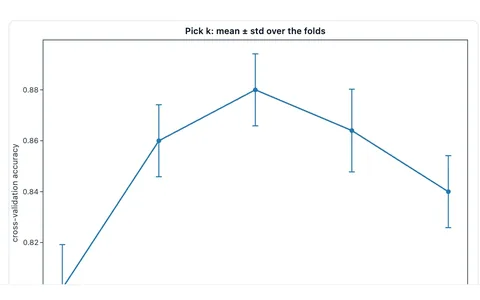 Pick k: mean ± std over the folds
0.88
0.86
0.84
0.82
cross-validation accuracy